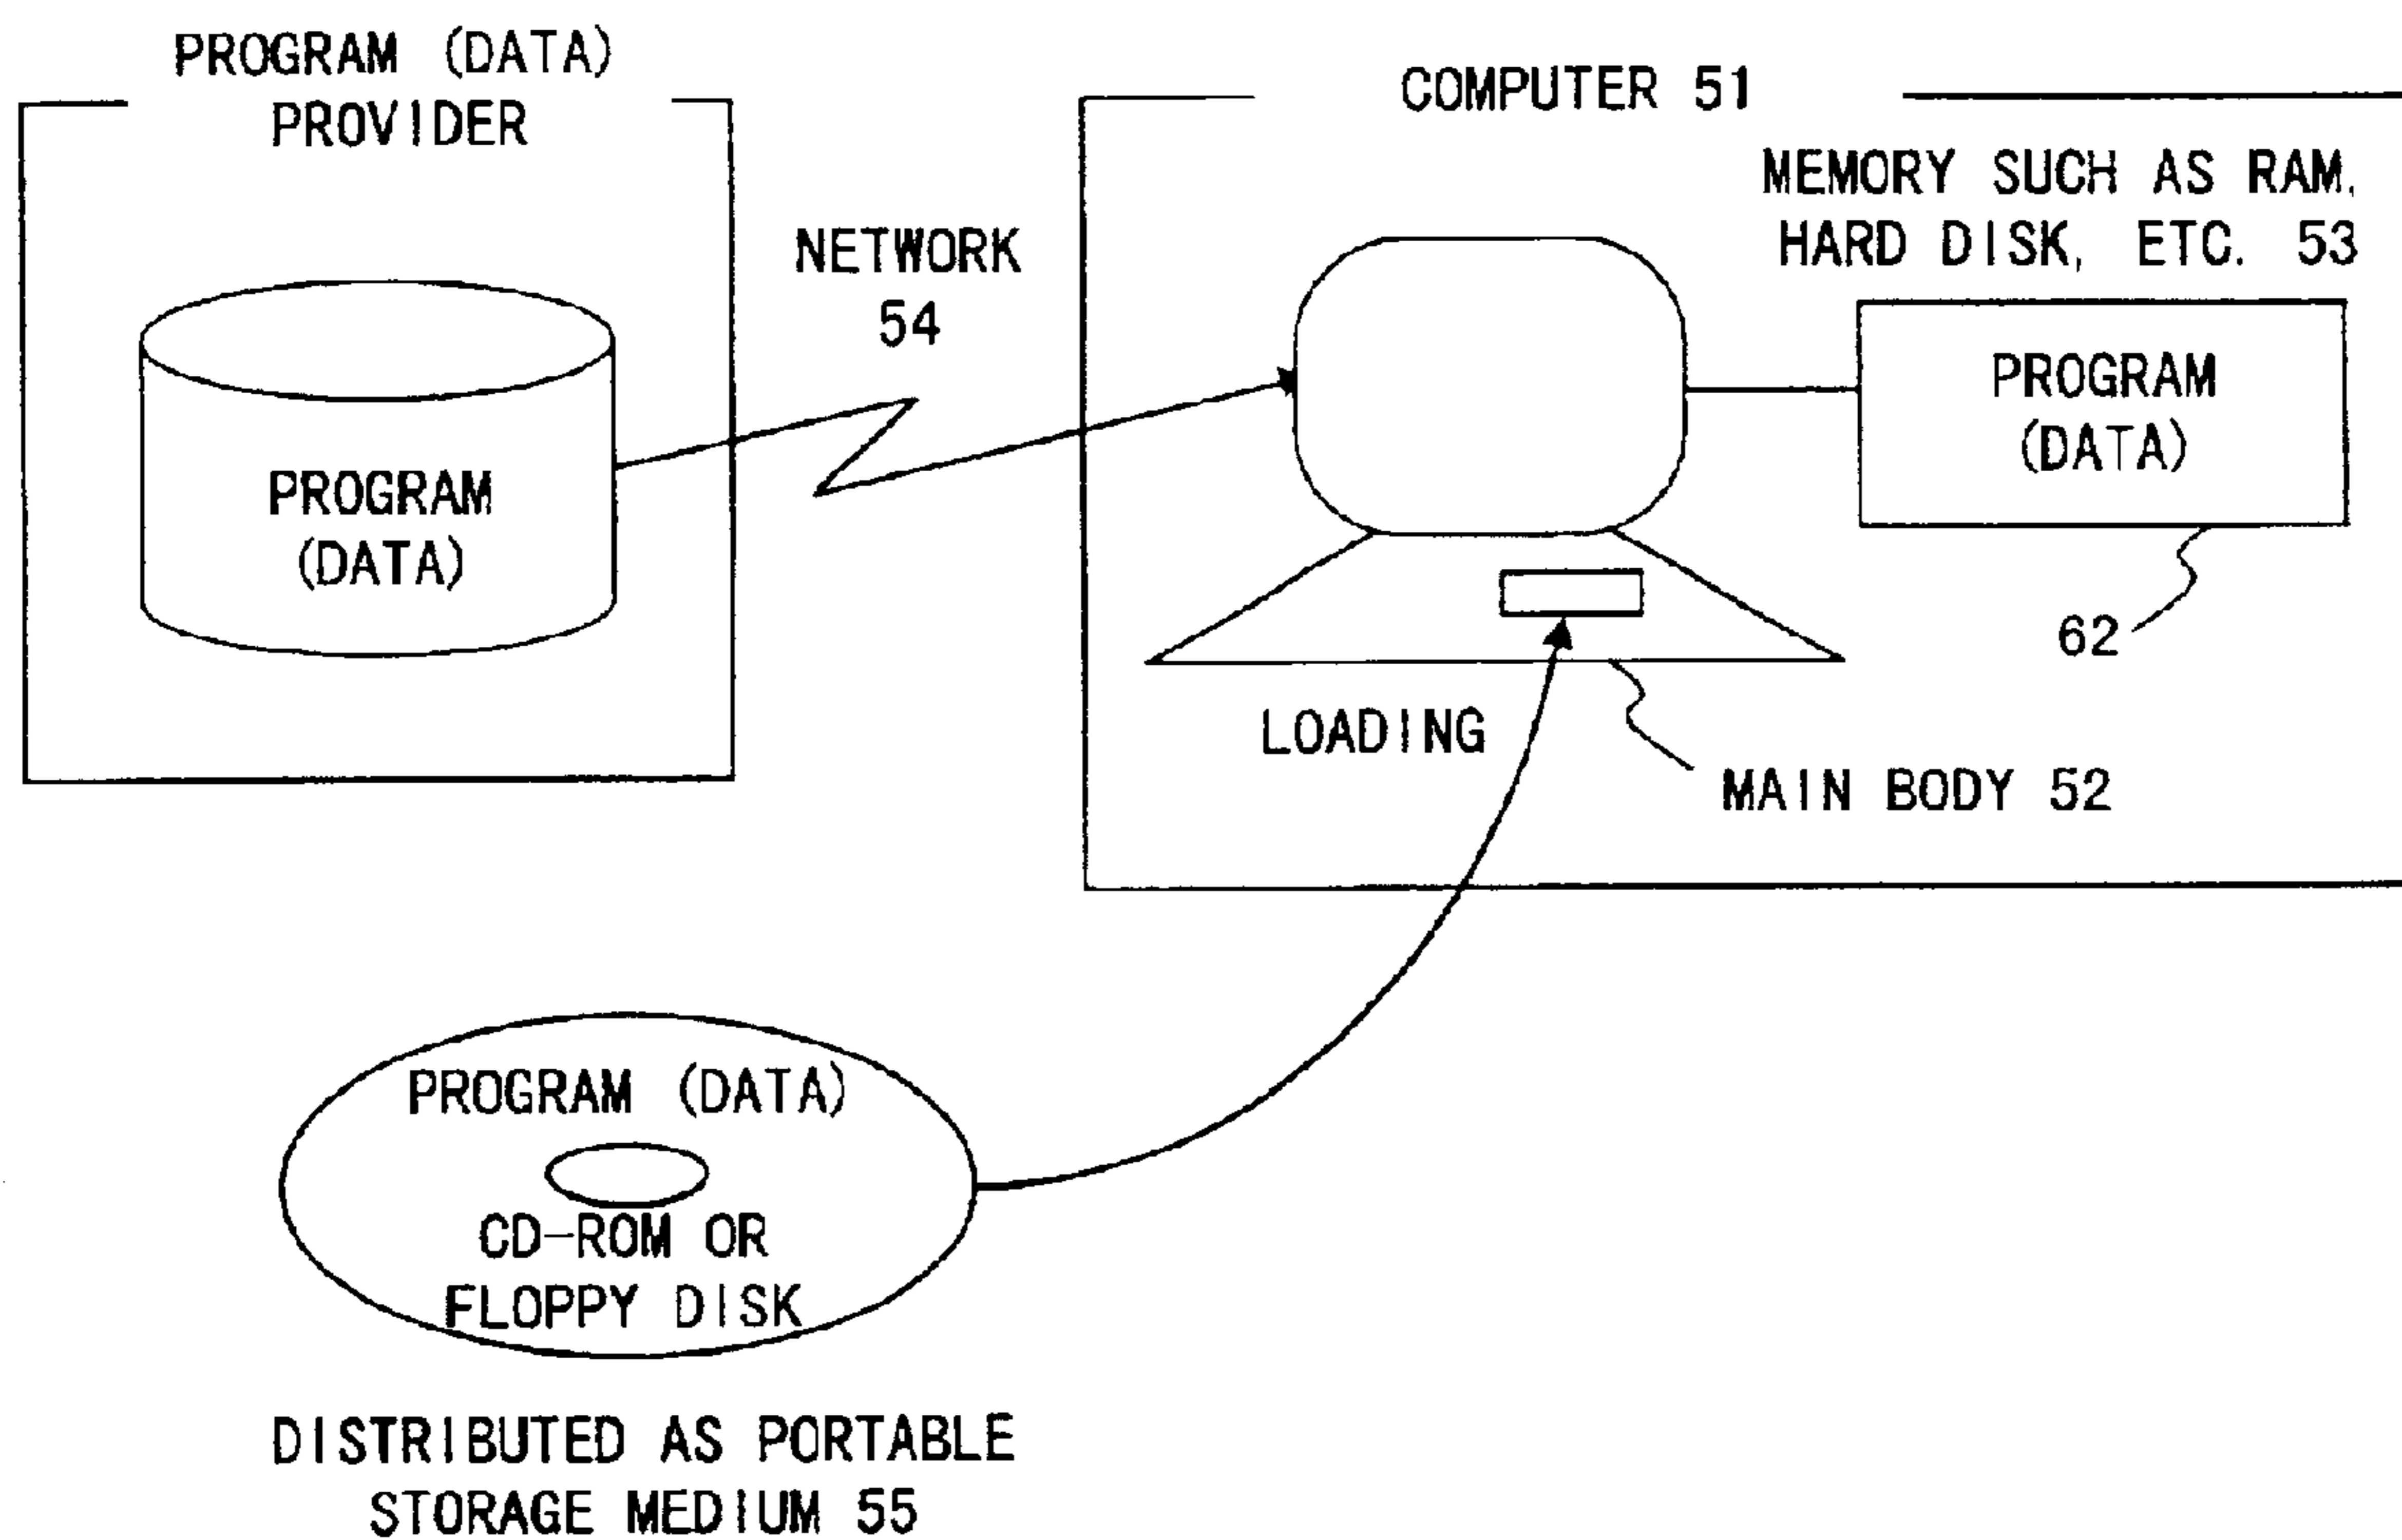 PROGRAM (DATA)
PROVIDER
PROGRAM
(DATA)
NETWORK
54
COMPUTER 51
MEMORY SUCH AS RAM,
HARD DISK, ETC. 53
PROGRAM
(DATA)
62
LOADING
MAIN BODY 52
PROGRAM (DATA)
CD-ROM OR
FLOPPY DISK
DISTRIBUTED AS PORTABLE
STORAGE MEDIUM 55